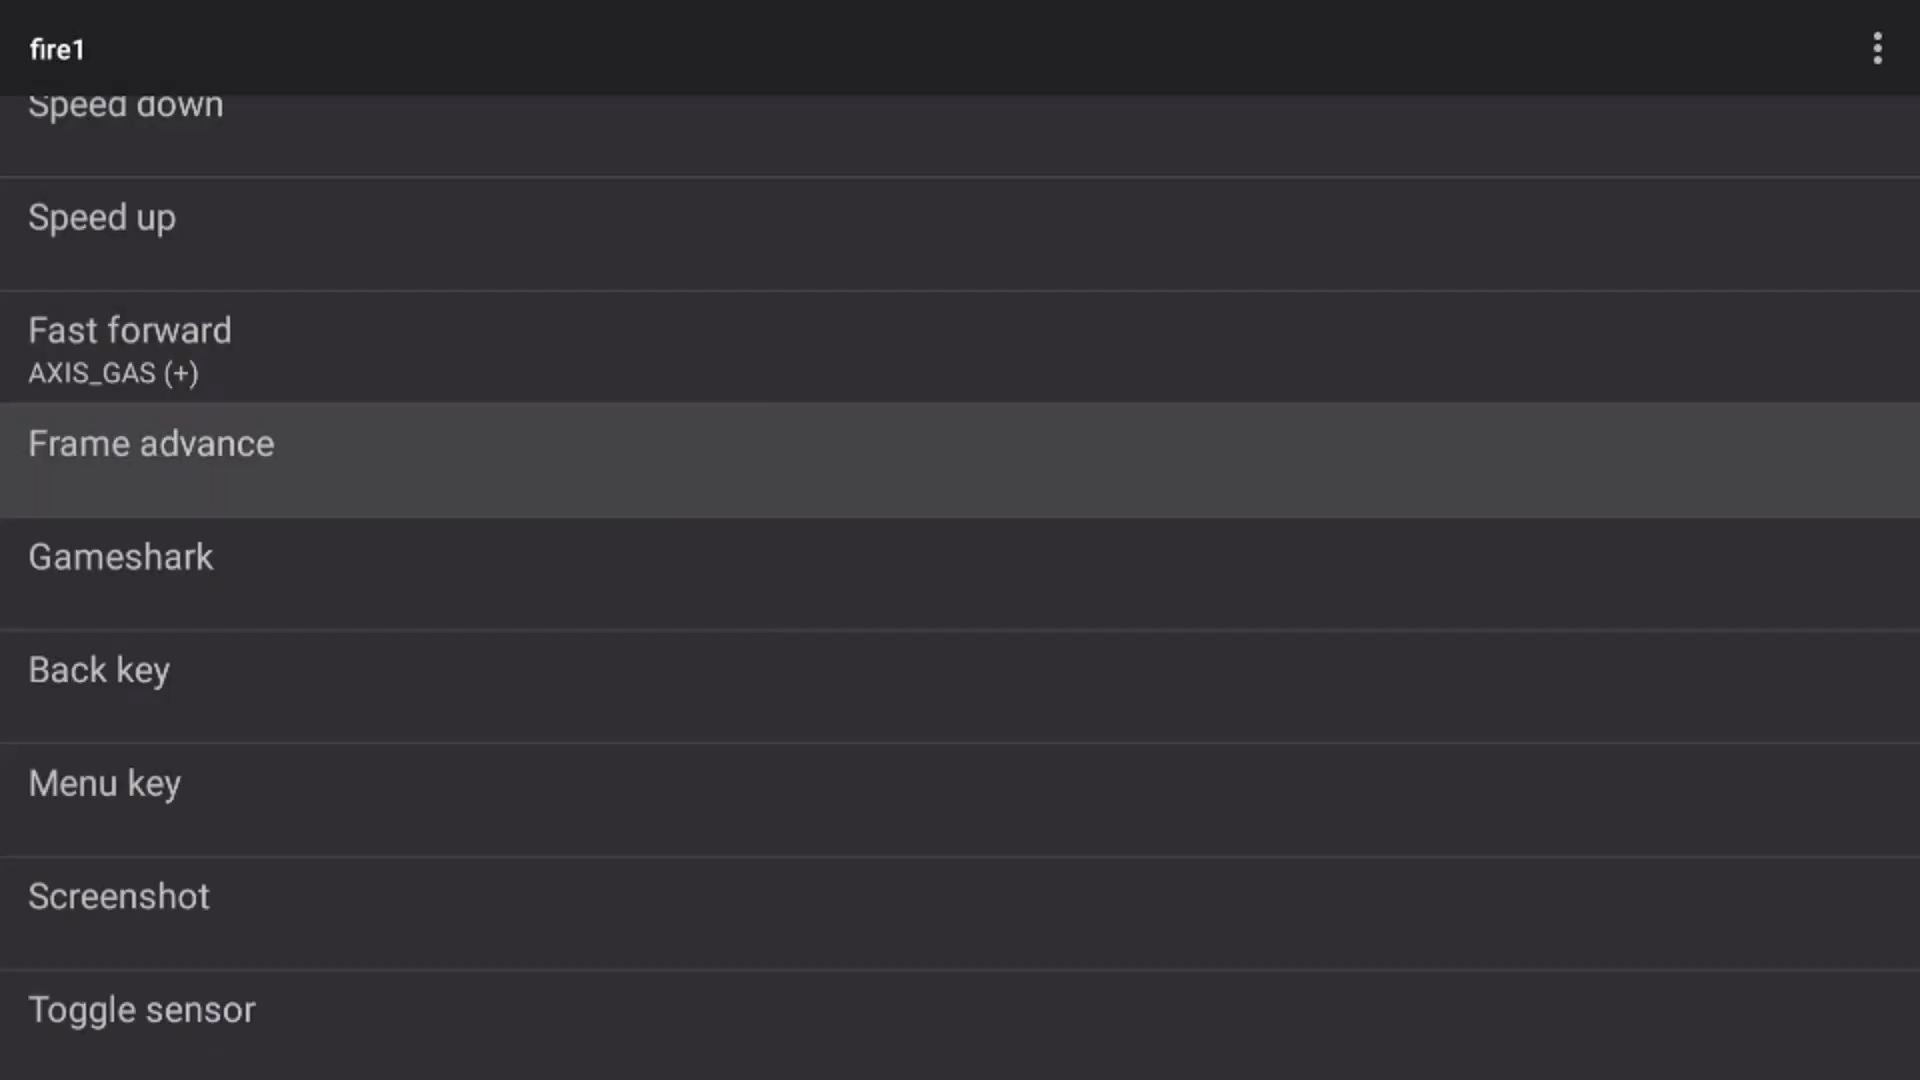 fire1
Speed down
Speed up
Fast forward
AXIS_GAS (+)
Frame advance
Gameshark
Back key
Menu key
Screenshot
Toggle sensor